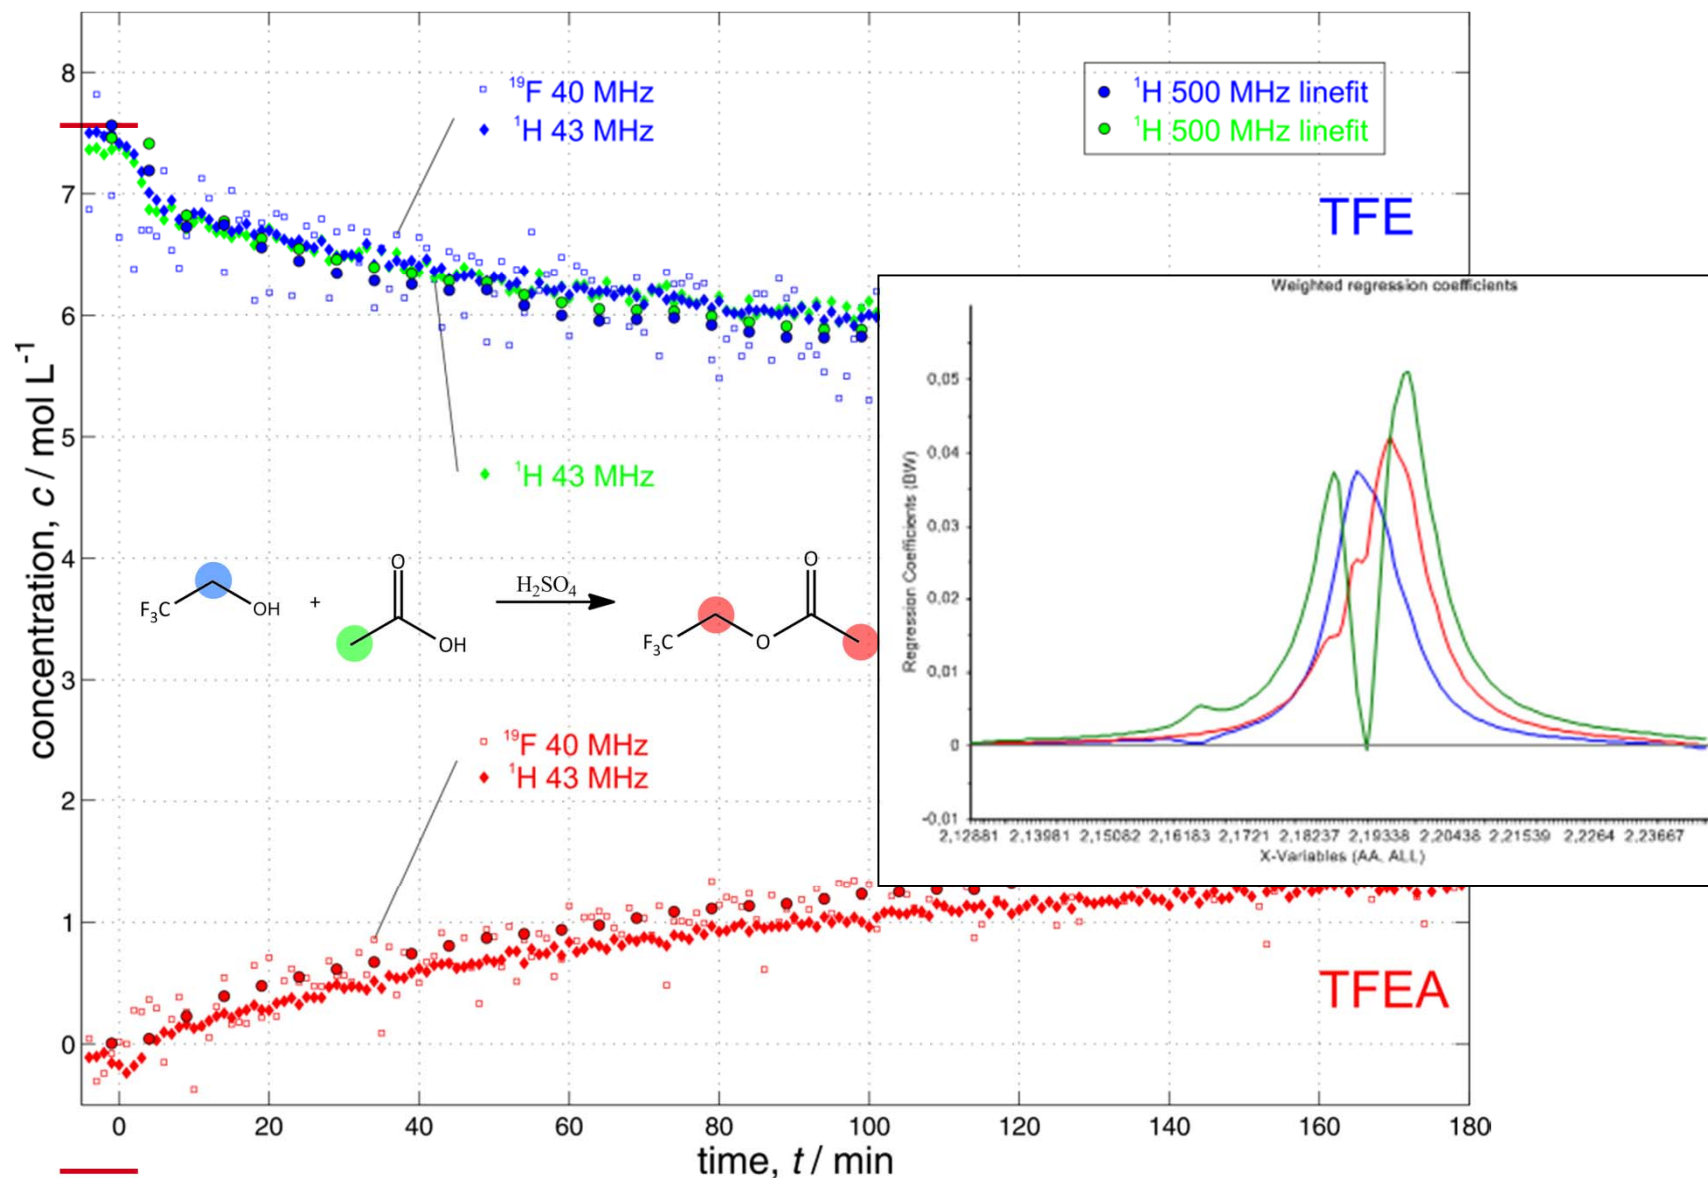 8
7
6
5
4
3
2
1
0
concentration, c / mol L⁻¹
¹⁹F 40 MHz
¹H 43 MHz
¹H 500 MHz linefit
¹H 500 MHz linefit
TFE
¹H 43 MHz
F₃C
OH
+
O
OH
H₂SO₄
F₃C
O
O
¹⁹F 40 MHz
¹H 43 MHz
TFEA
Weighted regression coefficients
0,05
0,04
0,03
0,02
0,01
0
-0,01
Regression Coefficients (BW)
2,12881 2,13981 2,15082 2,16183 2,1721 2,18237 2,19338 2,20438 2,21539 2,2264 2,23667
X-Variables (AA, ALL)
0 20 40 60 80 100 120 140 160 180
time, t / min